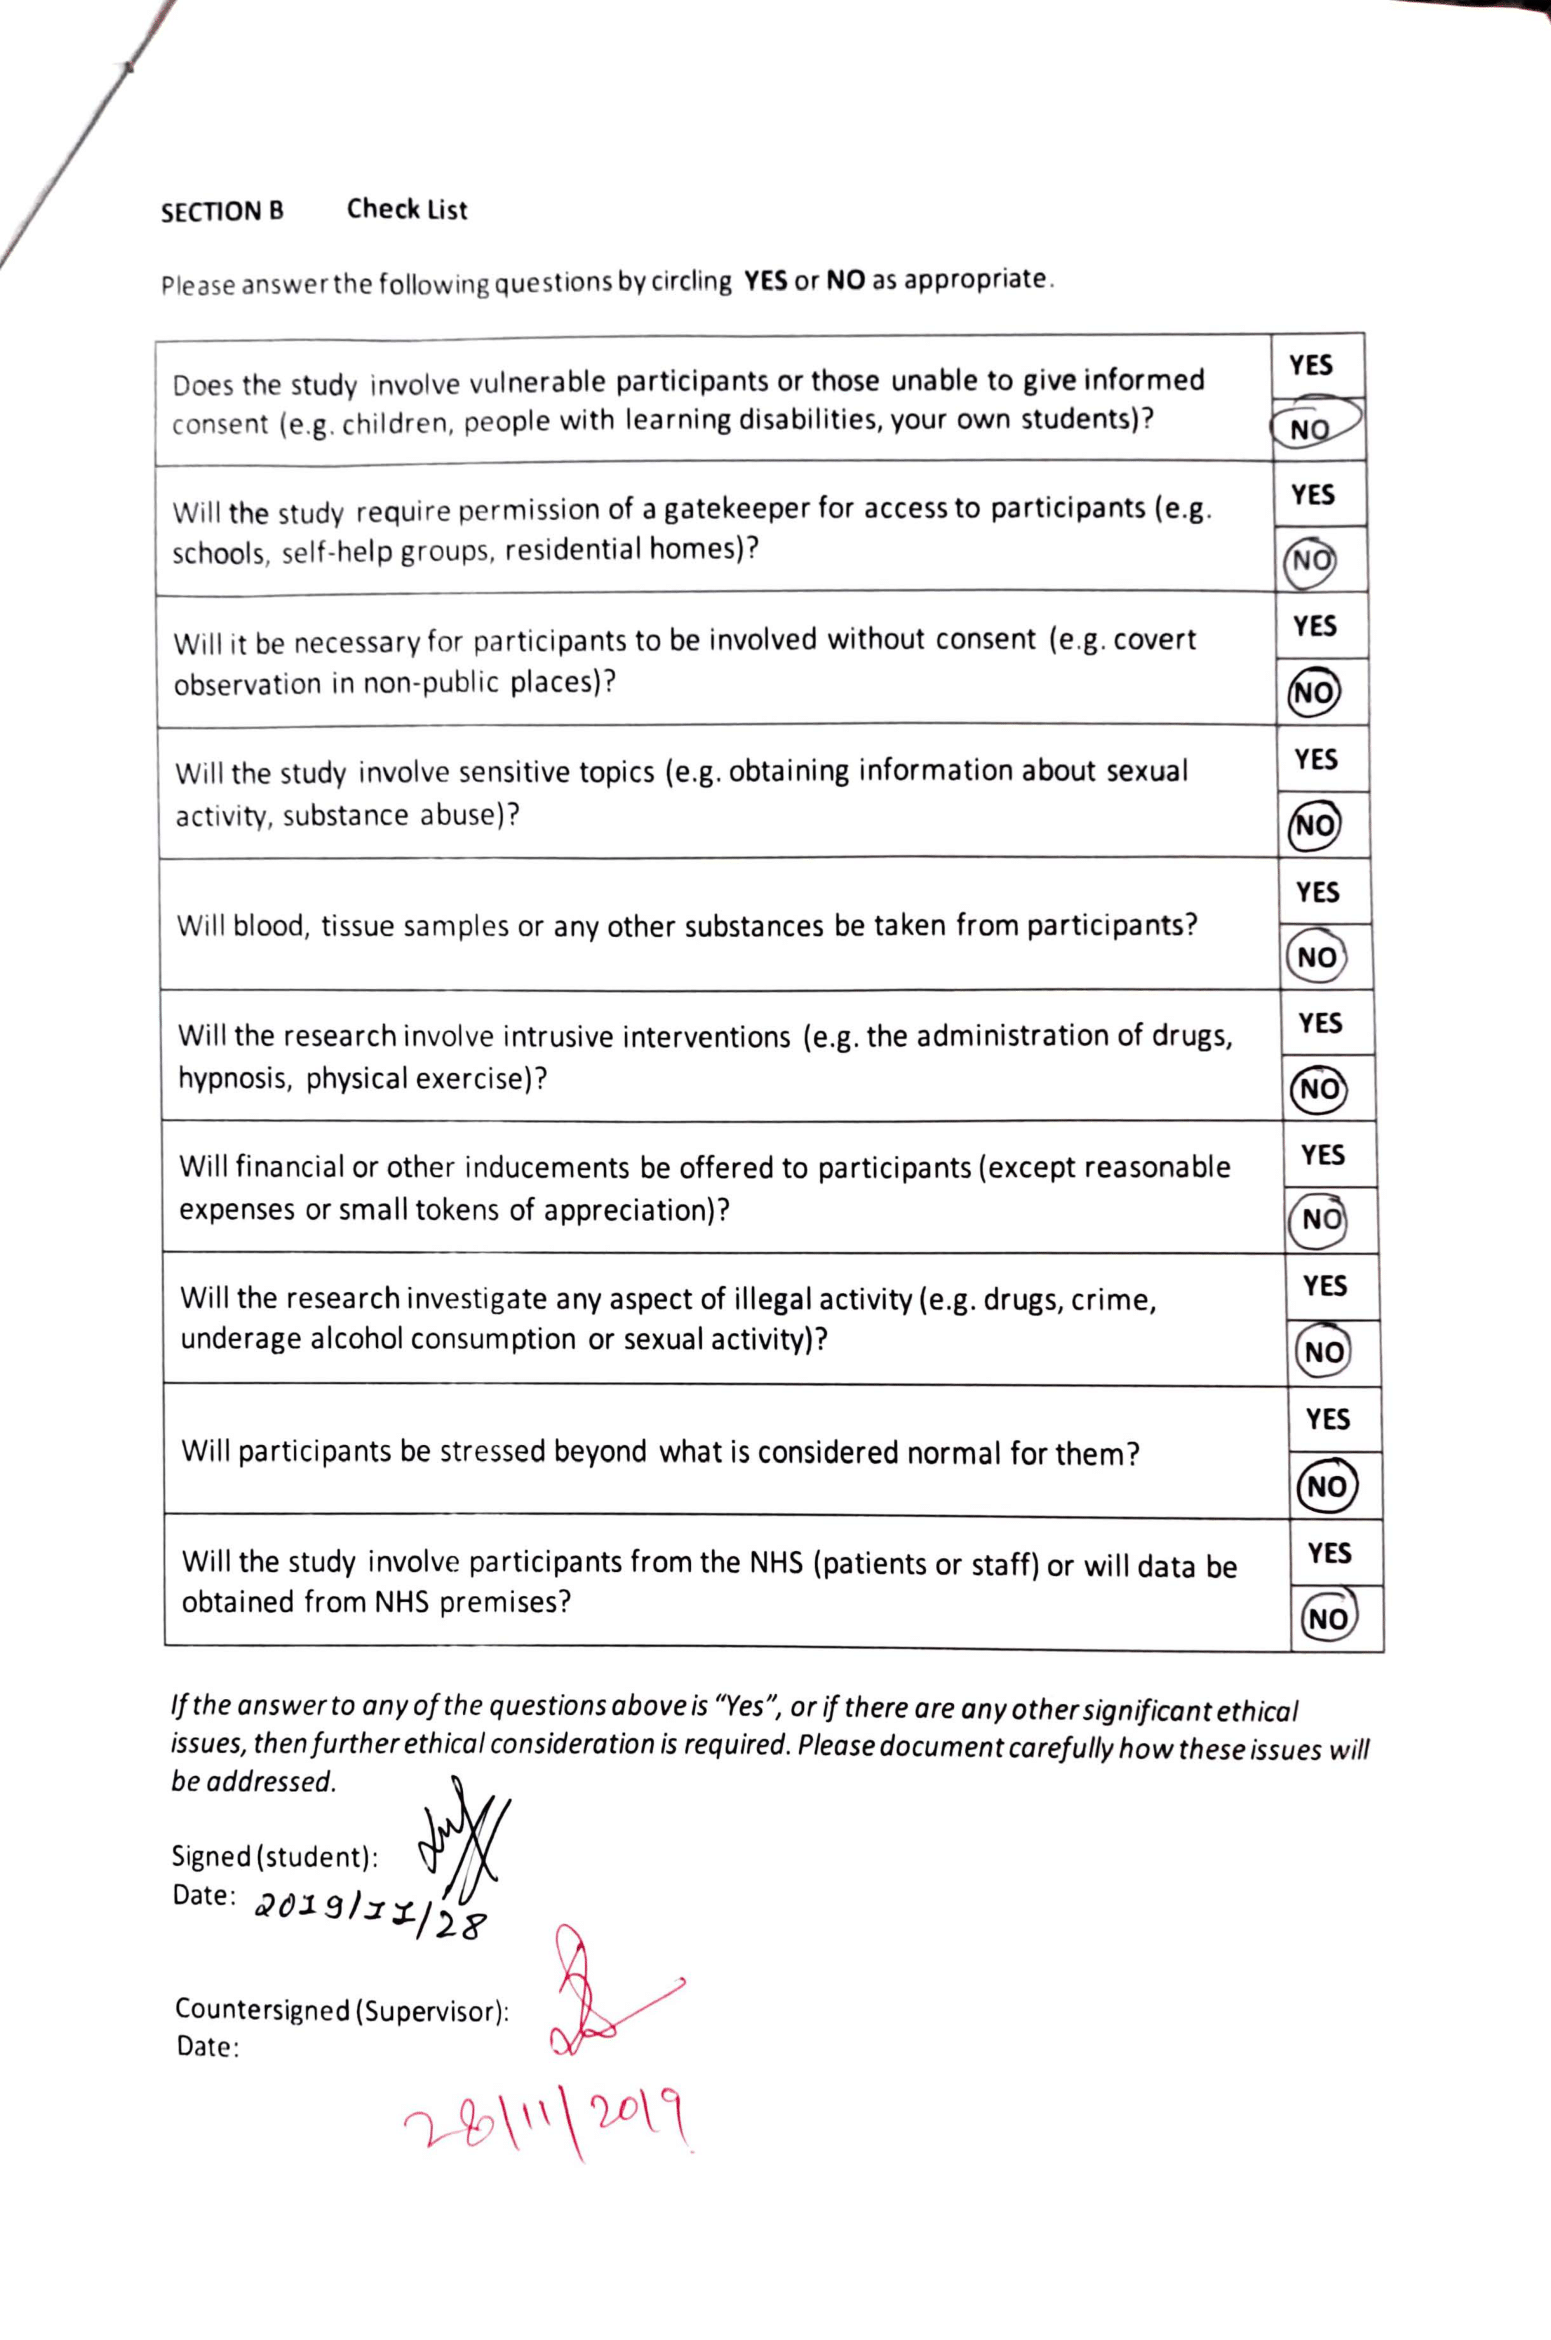 SECTION B Check List
Please answer the following questions by circling YES or NO as appropriate.
Does the study involve vulnerable participants or those unable to give informed
consent (e.g. children, people with learning disabilities, your own students)?
YES
NO
Will the study require permission of a gatekeeper for access to participants (e.g.
schools, self-help groups, residential homes)?
YES
NO
Will it be necessary for participants to be involved without consent (e.g. covert
observation in non-public places)?
YES
NO
Will the study involve sensitive topics (e.g. obtaining information about sexual
activity, substance abuse)?
YES
NO
Will blood, tissue samples or any other substances be taken from participants?
YES
NO
Will the research involve intrusive interventions (e.g. the administration of drugs,
hypnosis, physical exercise)?
YES
NO
Will financial or other inducements be offered to participants (except reasonable
expenses or small tokens of appreciation)?
YES
NO
Will the research investigate any aspect of illegal activity (e.g. drugs, crime,
underage alcohol consumption or sexual activity)?
YES
NO
Will participants be stressed beyond what is considered normal for them?
YES
NO
Will the study involve participants from the NHS (patients or staff) or will data be
obtained from NHS premises?
YES
NO
If the answer to any of the questions above is “Yes”, or if there are any other significant ethical
issues, then further ethical consideration is required. Please document carefully how these issues will
be addressed.
Signed (student):
Date: 2019/11/28
Countersigned (Supervisor):
Date:
28/11/2019